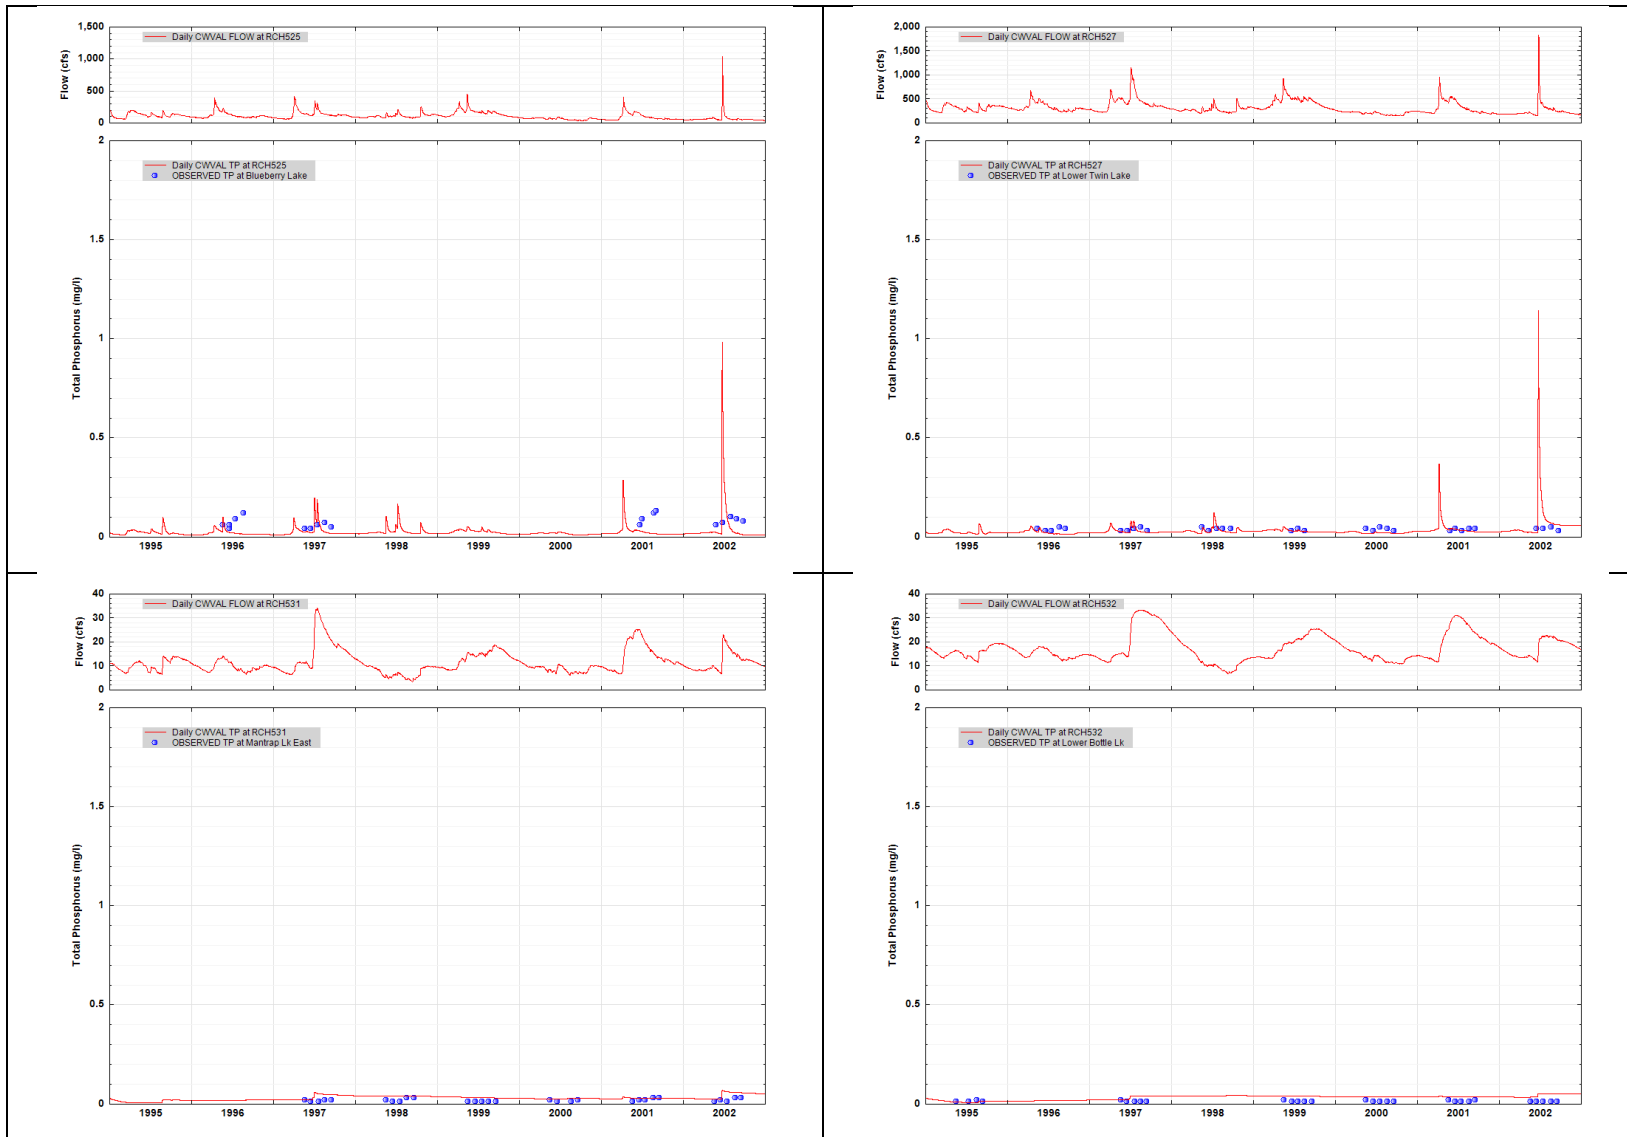 1,500
1,000
500
0
Flow (cfs)
Daily CWVAL FLOW at RCH525
2
1.5
1
0.5
0
Total Phosphorus (mg/l)
Daily CWVAL TP at RCH525
OBSERVED TP at Blueberry Lake
1995 1996 1997 1998 1999 2000 2001 2002
2,000
1,500
1,000
500
0
Flow (cfs)
Daily CWVAL FLOW at RCH527
2
1.5
1
0.5
0
Total Phosphorus (mg/l)
Daily CWVAL TP at RCH527
OBSERVED TP at Lower Twin Lake
1995 1996 1997 1998 1999 2000 2001 2002
40
30
20
10
0
Flow (cfs)
Daily CWVAL FLOW at RCH531
2
1.5
1
0.5
0
Total Phosphorus (mg/l)
Daily CWVAL TP at RCH531
OBSERVED TP at Mantrap Lk East
1995 1996 1997 1998 1999 2000 2001 2002
40
30
20
10
0
Flow (cfs)
Daily CWVAL FLOW at RCH532
2
1.5
1
0.5
0
Total Phosphorus (mg/l)
Daily CWVAL TP at RCH532
OBSERVED TP at Lower Bottle Lk
1995 1996 1997 1998 1999 2000 2001 2002